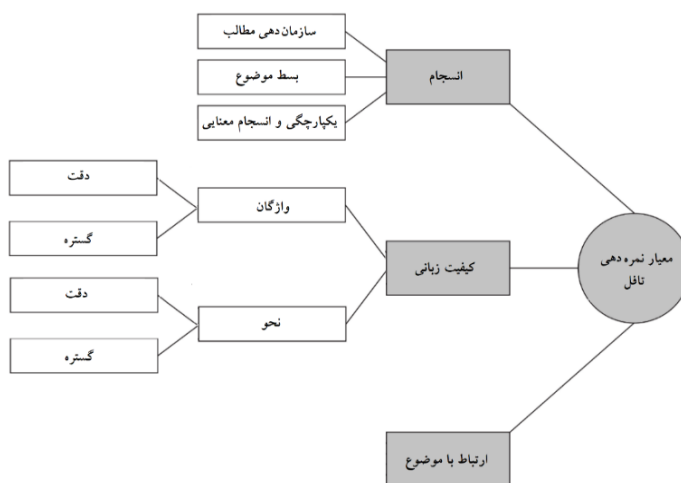 سازمان‌دهی مطالب
بسط موضوع
یکپارچگی و انسجام معنایی
انسجام
دقت
گستره
واژگان
دقت
گستره
نحو
کیفیت زبانی
معیار نمره دهی
تافل
ارتباط با موضوع